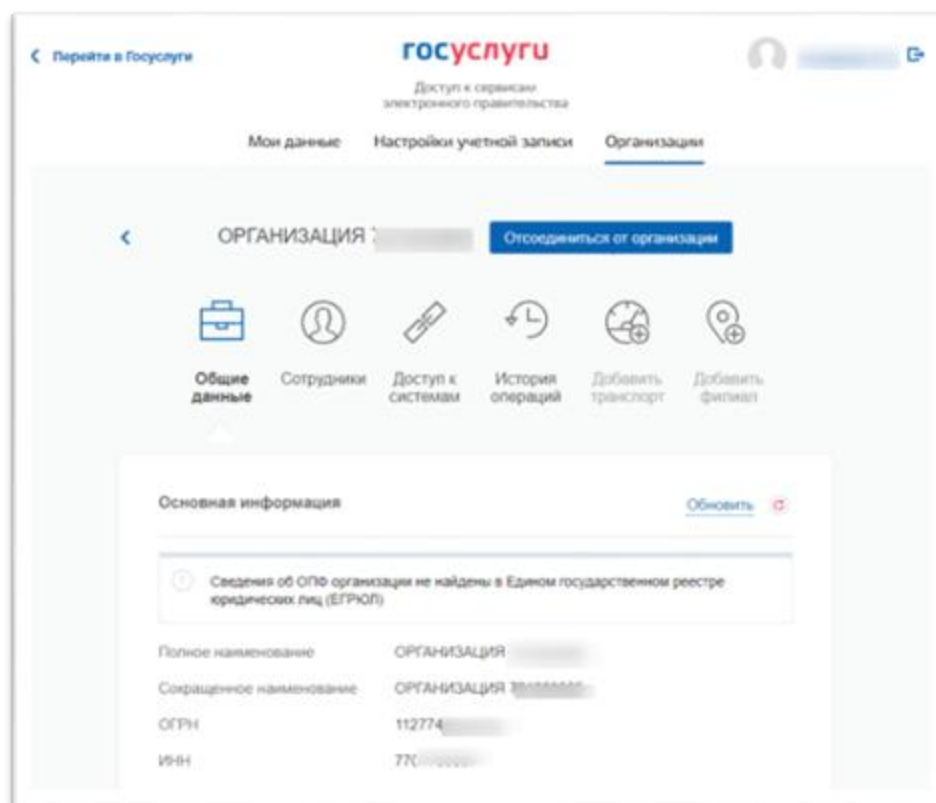 Перейти в Госуслуги
госуслуги
Доступ к сервисам
электронного правительства
Мои данные Настройки учетной записи Организации
ОРГАНИЗАЦИЯ Отсоединиться от организации
Общие данные
Сотрудники
Доступ к системам
История операций
Добавить транспорт
Добавить филиал
Основная информация Обновить
Сведения об ОПФ организации не найдены в Едином государственном реестре
юридических лиц (ЕГРЮЛ)
Полное наименование ОРГАНИЗАЦИЯ
Сокращенное наименование ОРГАНИЗАЦИЯ
ОГРН 112774
ИНН 770